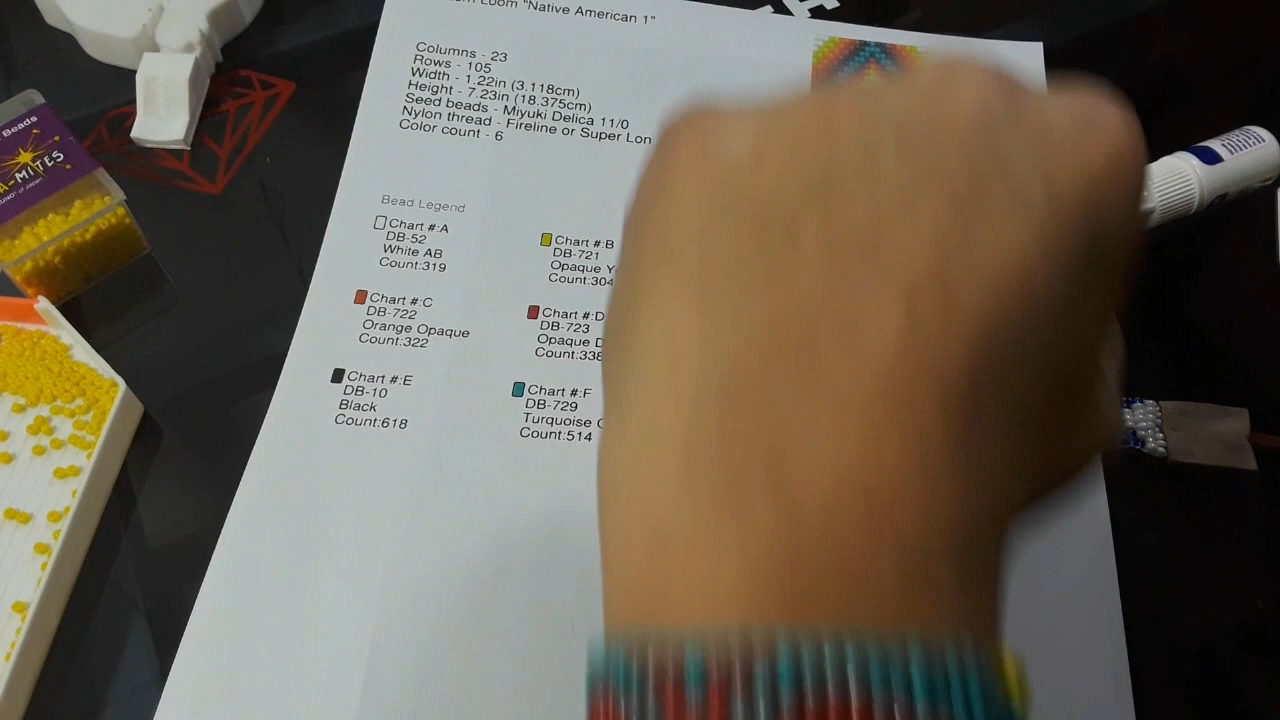 Loom "Native American 1"
Columns - 23
Rows - 105
Width - 1.22in (3.118cm)
Height - 7.23in (18.375cm)
Seed beads - Miyuki Delica 11/0
Nylon thread - Fireline or Super Lon
Color count - 6
Bead Legend
Chart #:A
DB-52
White AB
Count:319
Chart #:B
DB-721
Opaque Y
Count:304
Chart #:C
DB-722
Orange Opaque
Count:322
Chart #:D
DB-723
Opaque D
Count:338
Chart #:E
DB-10
Black
Count:618
Chart #:F
DB-729
Turquoise
Count:514
Beads
A-MITES